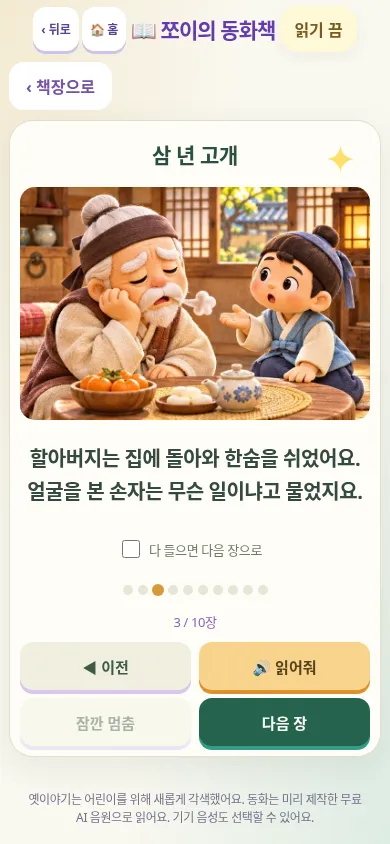 ‹ 뒤로
🏠 홈
📖 쪼이의 동화책
읽기 끔
‹ 책장으로
삼 년 고개
할아버지는 집에 돌아와 한숨을 쉬었어요.
얼굴을 본 손자는 무슨 일이냐고 물었지요.
다 들으면 다음 장으로
3 / 10장
◀ 이전
🔊 읽어줘
잠깐 멈춤
다음 장
옛이야기는 어린이를 위해 새롭게 각색했어요. 동화는 미리 제작한 무료
AI 음원으로 읽어요. 기기 음성도 선택할 수 있어요.